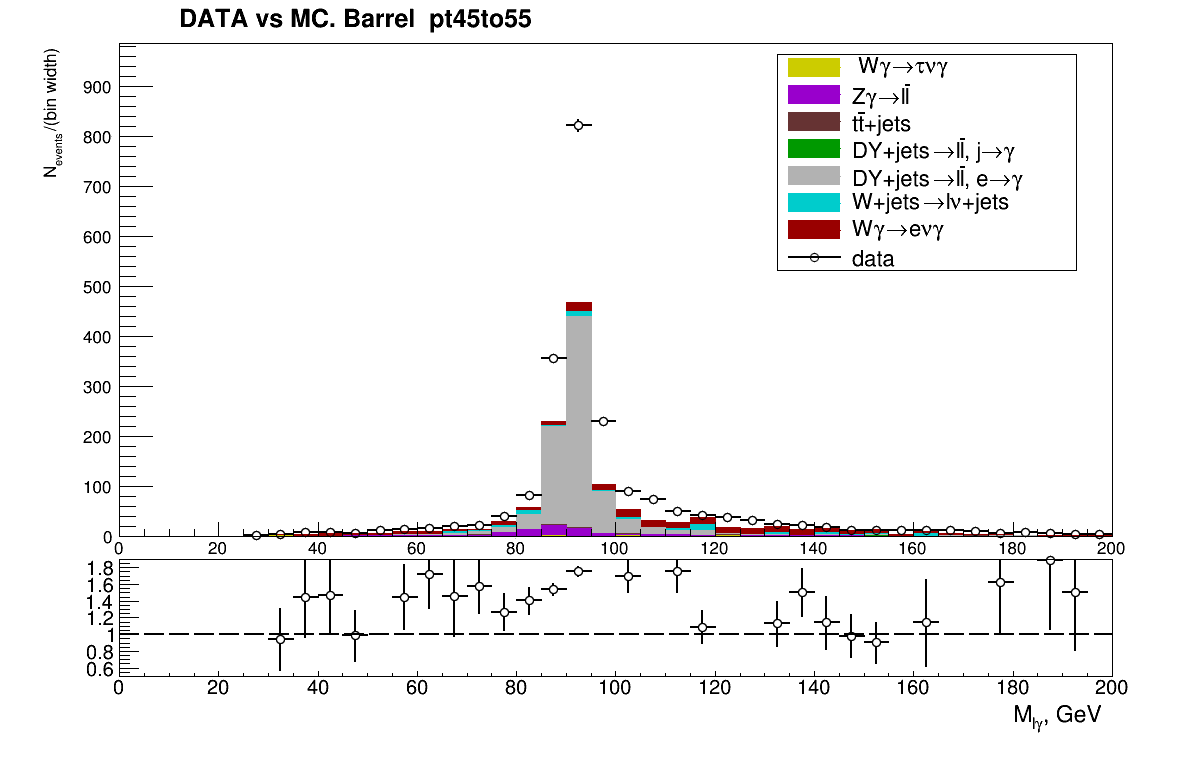 DATA vs MC. Barrel pt45to55
N_events/(bin width)
900
800
700
600
500
400
300
200
100
0
Wγ→τνγ
Zγ→ll̄
tt̄+jets
DY+jets→ll̄, j→γ
DY+jets→ll̄, e→γ
W+jets→lν+jets
Wγ→eνγ
data
0 20 40 60 80 100 120 140 160 180 200
1.8
1.6
1.4
1.2
1
0.8
0.6
0 20 40 60 80 100 120 140 160 180 200
M_lγ, GeV